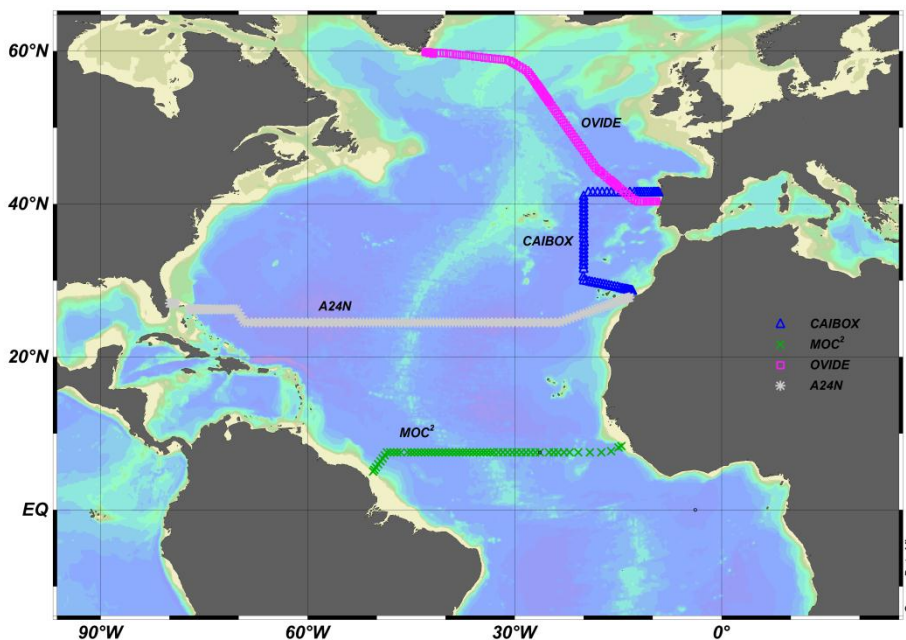 60°N
OVIDE
40°N
CAIBOX
A24N
CAIBOX
MOC²
20°N
OVIDE
A24N
MOC²
EQ
90°W 60°W 30°W 0°